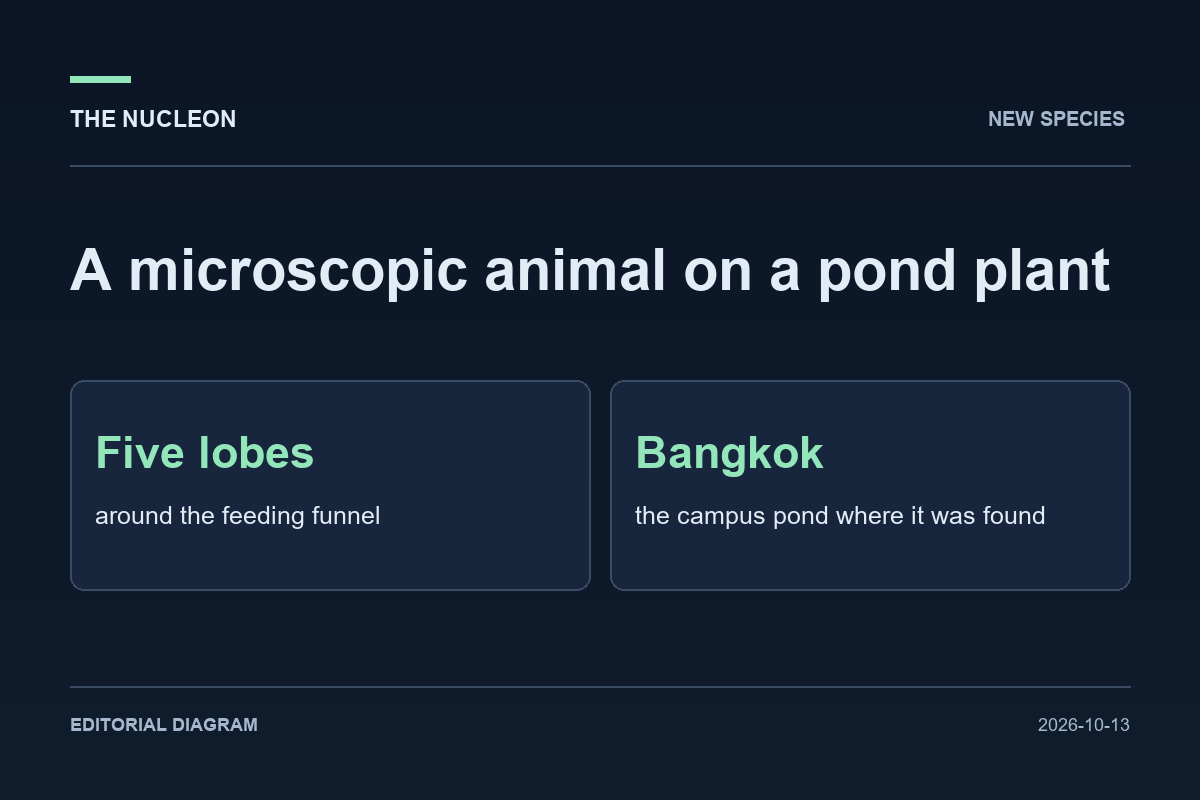 THE NUCLEON
NEW SPECIES
A microscopic animal on a pond plant
Five lobes
around the feeding funnel
Bangkok
the campus pond where it was found
EDITORIAL DIAGRAM
2026-10-13